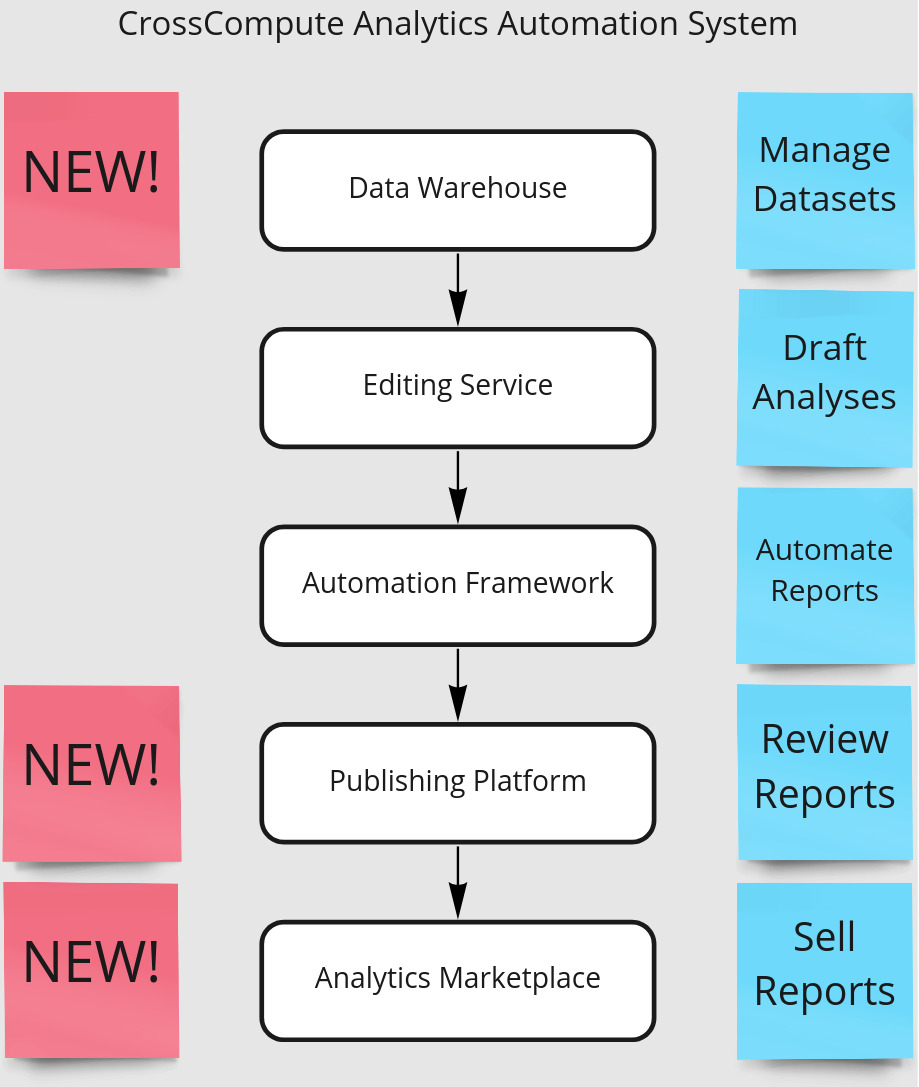 CrossCompute Analytics Automation System
NEW!
Data Warehouse
Manage
Datasets
Editing Service
Draft
Analyses
Automation Framework
Automate
Reports
NEW!
Publishing Platform
Review
Reports
NEW!
Analytics Marketplace
Sell
Reports